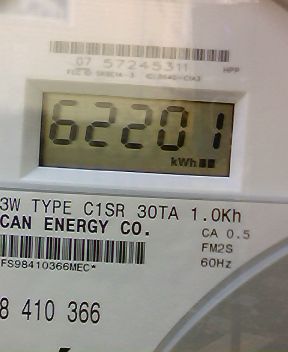 07 57245311
HPP
62201
kWh
3W TYPE C1SR 30TA 1.0Kh
CAN ENERGY CO.
CA 0.5
FM2S
60Hz
FS98410366MEC*
8 410 366